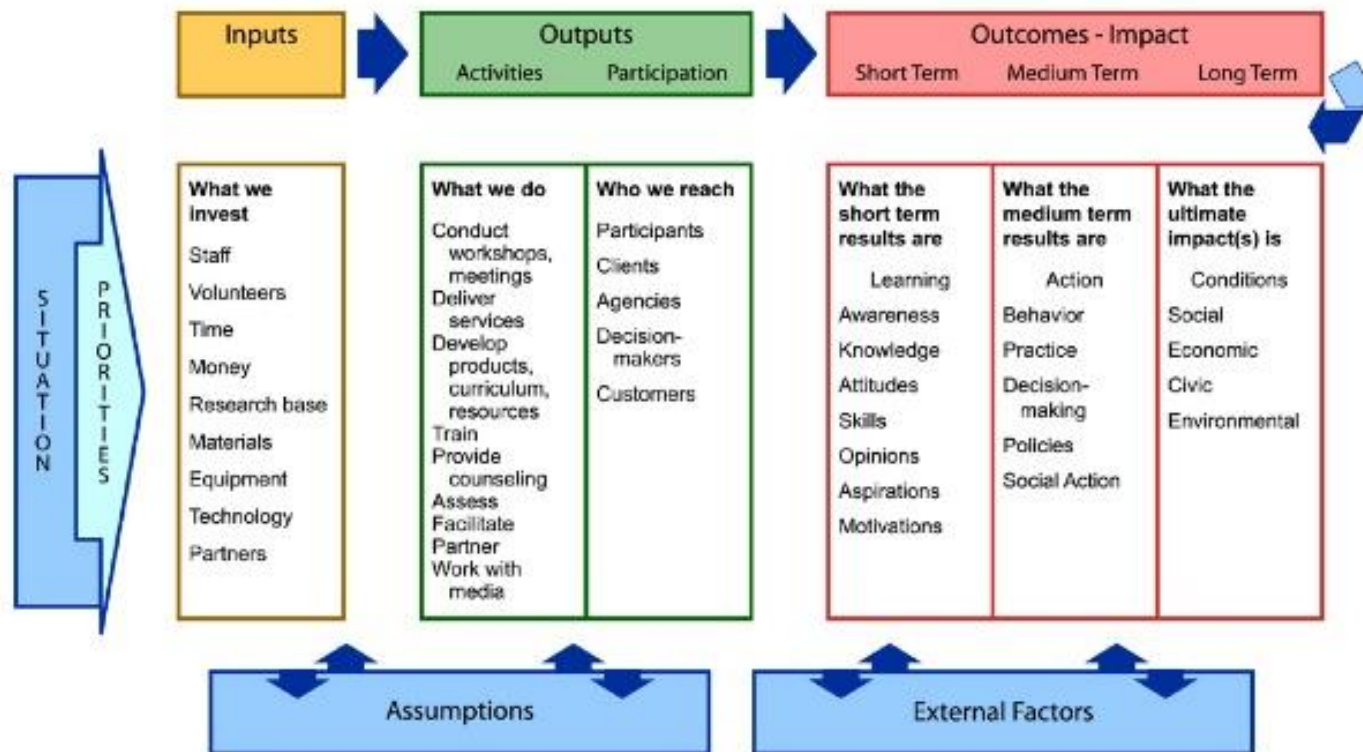 Inputs
Outputs
Activities Participation
Outcomes - Impact
Short Term Medium Term Long Term
SITUATION
PRIORITIES
What we
invest
Staff
Volunteers
Time
Money
Research base
Materials
Equipment
Technology
Partners
What we do
Conduct
workshops,
meetings
Deliver
services
Develop
products,
curriculum,
resources
Train
Provide
counseling
Assess
Facilitate
Partner
Work with
media
Who we reach
Participants
Clients
Agencies
Decision-
makers
Customers
What the
short term
results are
Learning
Awareness
Knowledge
Attitudes
Skills
Opinions
Aspirations
Motivations
What the
medium term
results are
Action
Behavior
Practice
Decision-
making
Policies
Social Action
What the
ultimate
impact(s) is
Conditions
Social
Economic
Civic
Environmental
Assumptions
External Factors